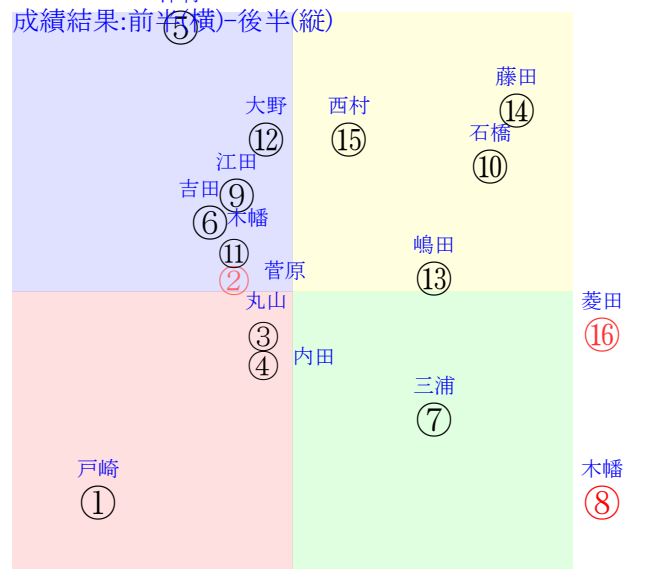 成績結果:前半(横)-後半(縦)
⑤
藤田
⑭
大野
⑫
西村
⑮
石橋
⑩
江田
⑨
吉田
⑥
木幡
⑪
嶋田
⑬
菅原
②
丸山
③
菱田
⑯
内田
④
三浦
⑦
戸崎
①
木幡
⑧